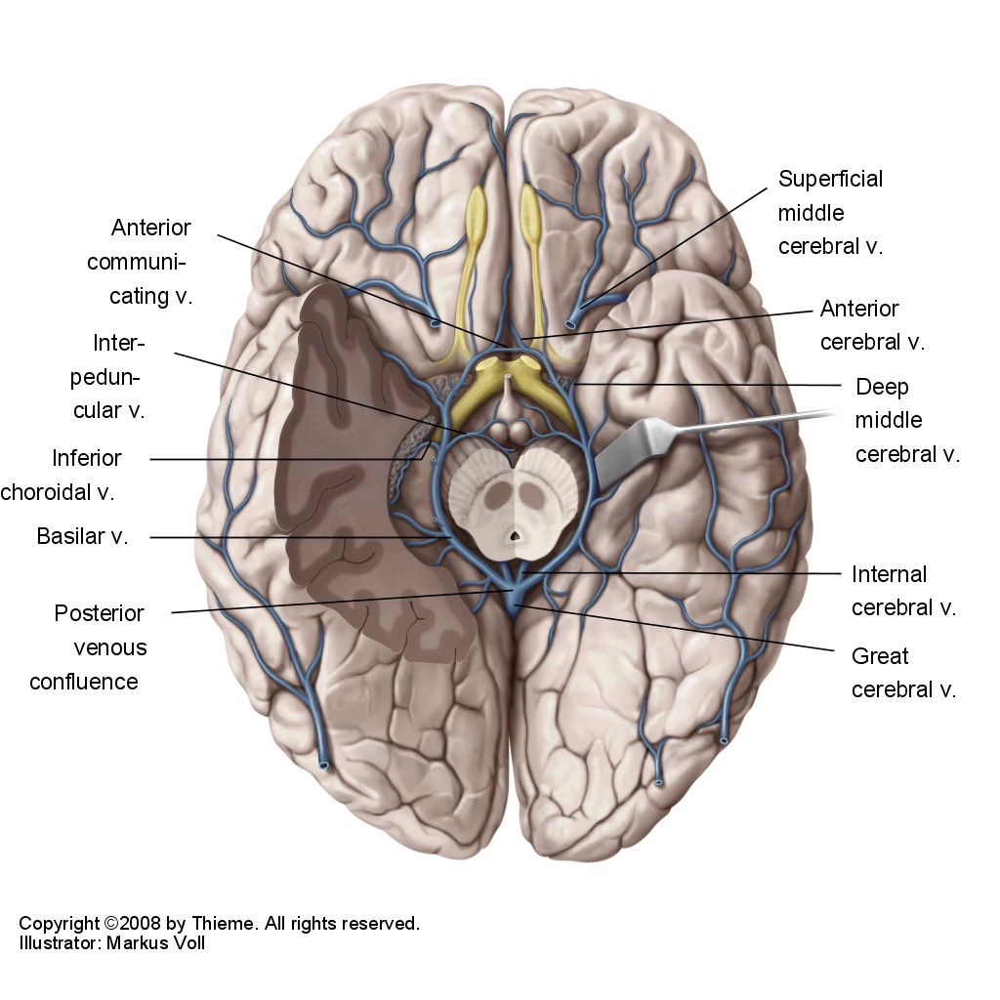 Anterior
communi-
cating v.
Inter-
pedun-
cular v.
Inferior
choroidal v.
Basilar v.
Posterior
venous
confluence
Superficial
middle
cerebral v.
Anterior
cerebral v.
Deep
middle
cerebral v.
Internal
cerebral v.
Great
cerebral v.
Copyright ©2008 by Thieme. All rights reserved.
Illustrator: Markus Voll